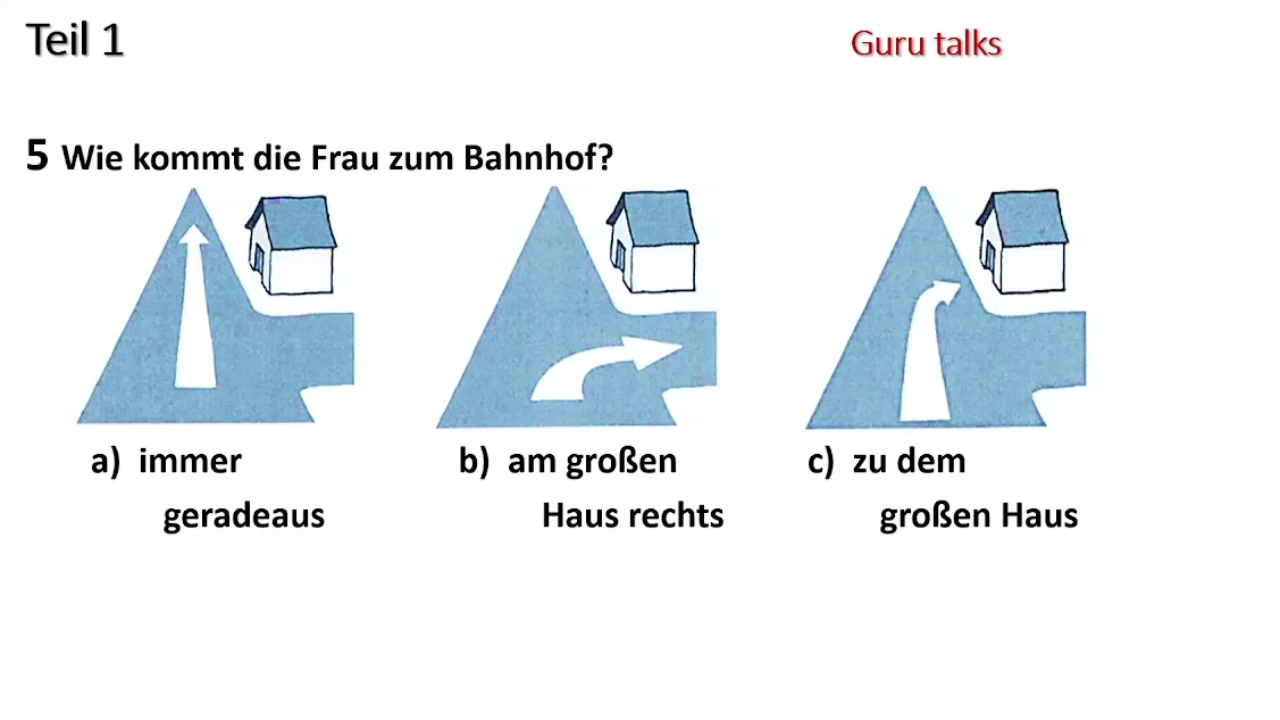 Teil 1
Guru talks
5 Wie kommt die Frau zum Bahnhof?
a) immer
geradeaus
b) am großen
Haus rechts
c) zu dem
großen Haus